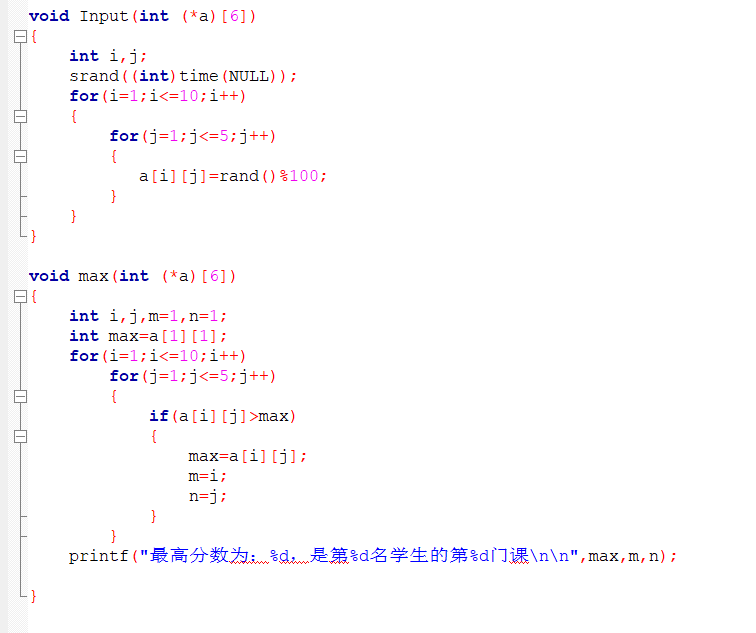 void Input(int (*a)[6])
{
int i,j;
srand((int)time(NULL));
for(i=1;i<=10;i++)
{
for(j=1;j<=5;j++)
{
a[i][j]=rand()%100;
}
}
}
void max(int (*a)[6])
{
int i,j,m=1,n=1;
int max=a[1][1];
for(i=1;i<=10;i++)
for(j=1;j<=5;j++)
{
if(a[i][j]>max)
{
max=a[i][j];
m=i;
n=j;
}
}
printf("最高分数为：%d，是第%d名学生的第%d门课\n\n",max,m,n);
}